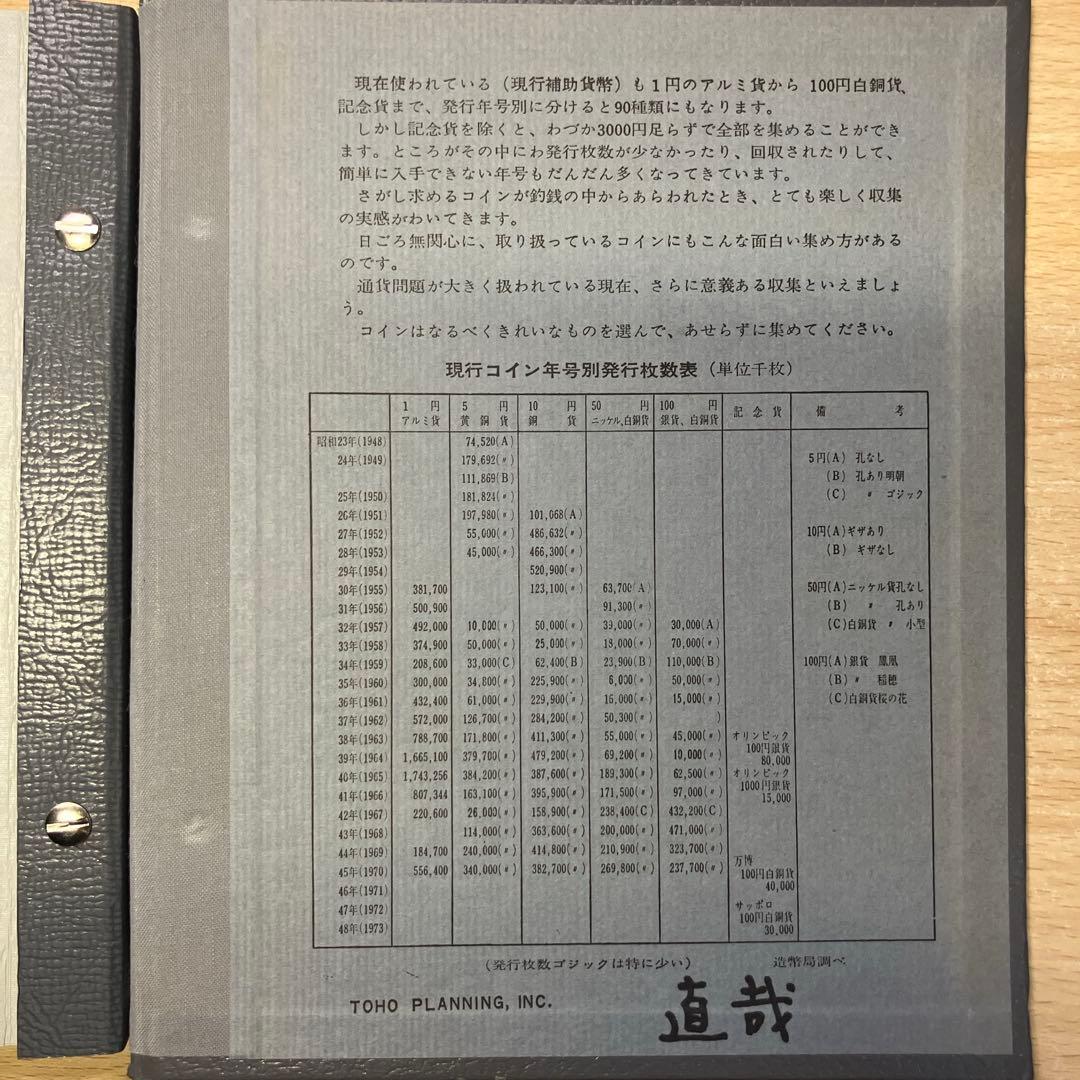 現在使われている（現行補助貨幣）も１円のアルミ貨から 100円白銅貨、
記念貨まで、発行年号別に分けると90種類にもなります。
しかし記念貨を除くと、わづか3000円足らずで全部を集めることができ
ます。ところがその中にわ発行枚数が少なかったり、回収されたりして、
簡単に入手できない年号もだんだん多くなってきています。
さがし求めるコインが釣銭の中からあらわれたとき、とても楽しく収集
の実感がわいてきます。
日ごろ無関心に、取り扱っているコインにもこんな面白い集め方がある
のです。
通貨問題が大きく扱われている現在、さらに意義ある収集といえましょ
う。
コインはなるべくきれいなものを選んで、あせらずに集めてください。
現行コイン年号別発行枚数表（単位千枚）
1 円 アルミ貨 5 円 黄銅貨 10 円 銅貨 50 円 ニッケル,白銅貨 100 円 銀貨、白銅貨 記念貨 備考
昭和23年(1948) 74,520(A)
24年(1949) 179,692(〃) 5円(A) 孔なし
111,869(B) (B) 孔あり明朝
25年(1950) 181,824(〃) (C) 〃 ゴジック
26年(1951) 197,980(〃) 101,068(A)
27年(1952) 55,000(〃) 486,632(〃) 10円(A)ギザあり
28年(1953) 45,000(〃) 466,300(〃) (B) ギザなし
29年(1954) 520,900(〃)
30年(1955) 381,700 123,100(〃) 63,700(A) 50円(A)ニッケル貨孔なし
31年(1956) 500,900 91,300(〃) (B) 〃 孔あり
32年(1957) 492,000 10,000(〃) 50,000(〃) 39,000(〃) 30,000(A) (C)白銅貨 〃 小型
33年(1958) 374,900 50,000(〃) 25,000(〃) 18,000(〃) 70,000(〃)
34年(1959) 208,600 33,000(C) 62,400(B) 23,900(B) 110,000(B) 100円(A)銀貨 鳳凰
35年(1960) 300,000 34,800(〃) 225,900(〃) 6,000(〃) 50,000(〃) (B)〃 稲穂
36年(1961) 432,400 61,000(〃) 229,900(〃) 16,000(〃) 15,000(〃) (C)白銅貨桜の花
37年(1962) 572,000 126,700(〃) 284,200(〃) 50,300(〃) )
38年(1963) 788,700 171,800(〃) 411,300(〃) 55,000(〃) 45,000(〃) オリンピック
100円銀貨
39年(1964) 1,665,100 379,700(〃) 479,200(〃) 69,200(〃) 10,000(〃) 80,000
40年(1965) 1,743,256 384,200(〃) 387,600(〃) 189,300(〃) 62,500(〃) オリンピック
1000円銀貨
41年(1966) 807,344 163,100(〃) 395,900(〃) 171,500(〃) 97,000(〃) 15,000
42年(1967) 220,600 26,000(〃) 158,900(〃) 238,400(C) 432,200(C)
43年(1968) 114,000(〃) 363,600(〃) 200,000(〃) 471,000(〃)
44年(1969) 184,700 240,000(〃) 414,800(〃) 210,900(〃) 323,700(〃)
45年(1970) 556,400 340,000(〃) 382,700(〃) 269,800(〃) 237,700(〃) 万博
100円白銅貨
46年(1971) 40,000
47年(1972) サッポロ
100円白銅貨
48年(1973) 30,000
（発行枚数ゴジックは特に少い） 造幣局調べ
TOHO PLANNING, INC.
直哉